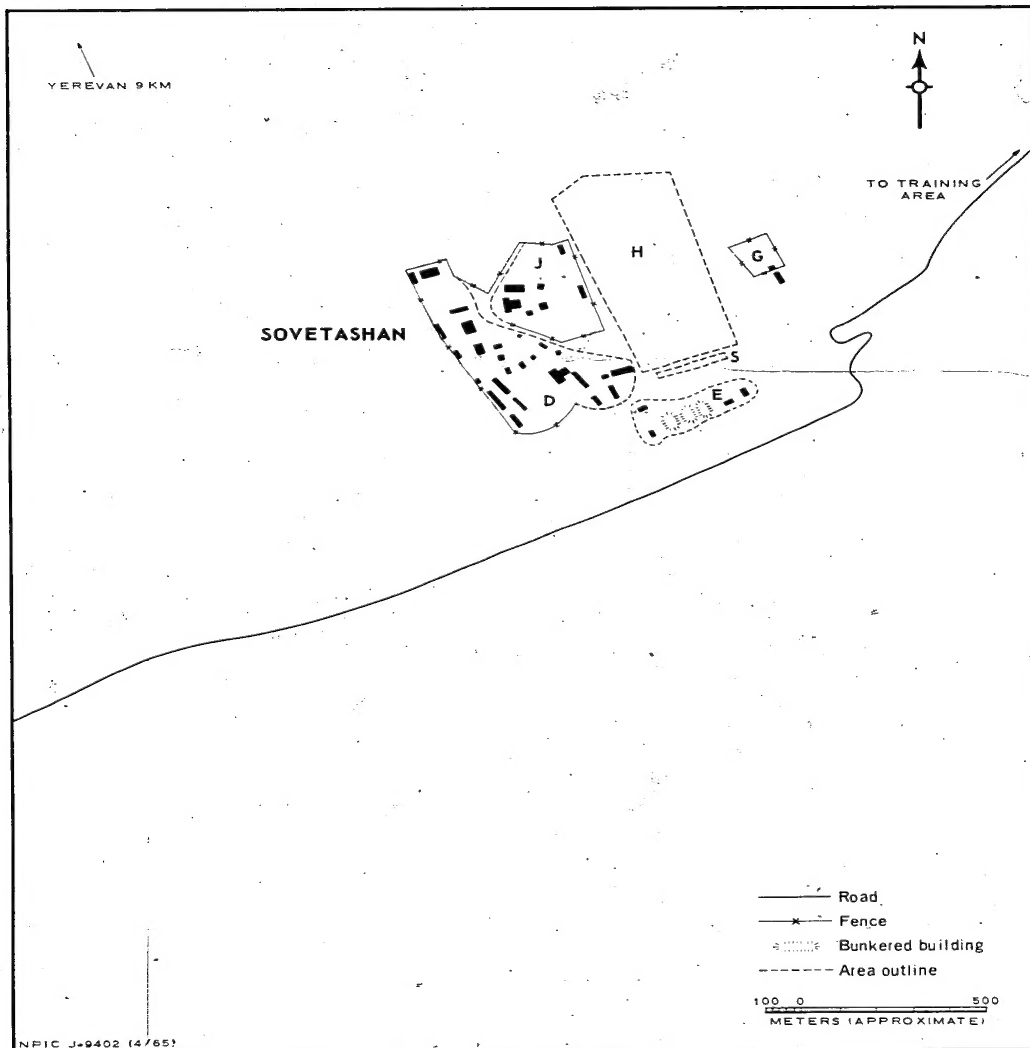 N
YEREVAN 9 KM
TO TRAINING
AREA
H
G
J
SOVETASHAN
S
D
E
Road
Fence
Bunkered building
Area outline
100 0 500
METERS (APPROXIMATE)
NPIC J-9402 (4/65)